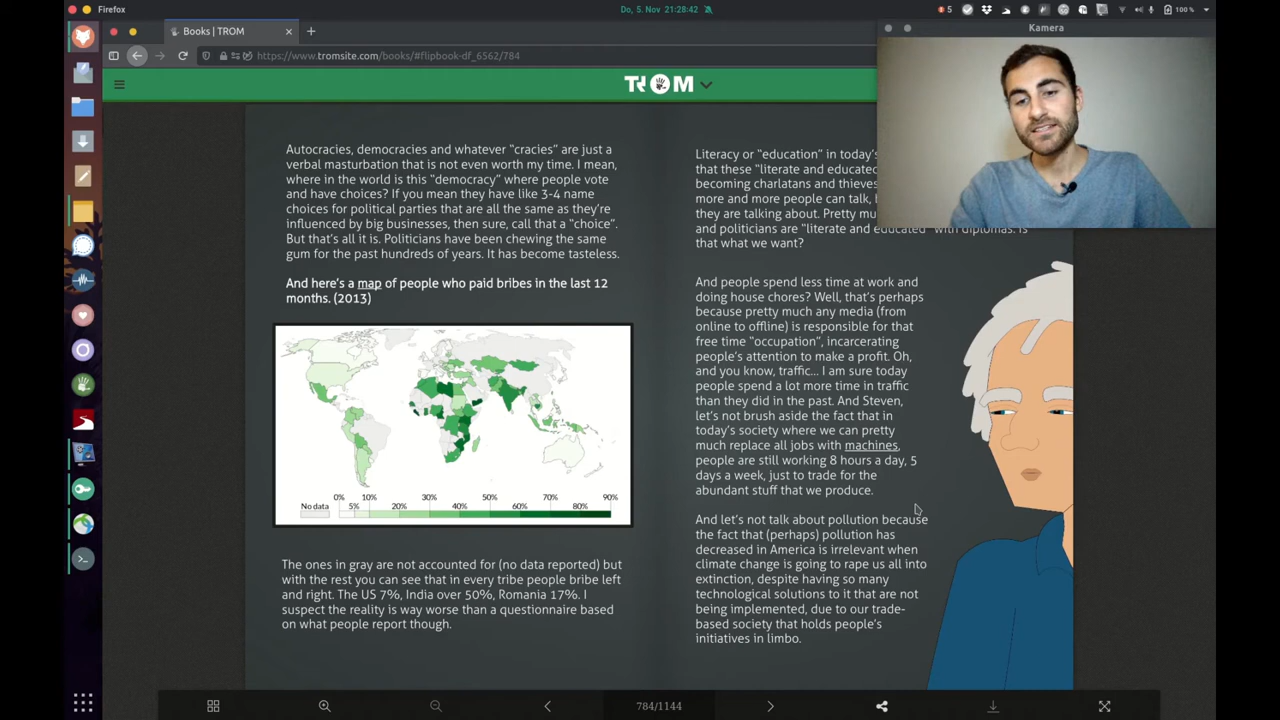 Firefox
Do, 5. Nov 21:28:42
5
100 %
Books | TROM
Kamera
https://www.tromsite.com/books/#flipbook-df_6562/784
TROM
Autocracies, democracies and whatever “cracies” are just a
verbal masturbation that is not even worth my time. I mean,
where in the world is this “democracy” where people vote
and have choices? If you mean they have like 3-4 name
choices for political parties that are all the same as they’re
influenced by big businesses, then sure, call that a “choice”.
But that’s all it is. Politicians have been chewing the same
gum for the past hundreds of years. It has become tasteless.
And here’s a map of people who paid bribes in the last 12
months. (2013)
No data
0% 10% 30% 50% 70% 90%
5% 20% 40% 60% 80%
The ones in gray are not accounted for (no data reported) but
with the rest you can see that in every tribe people bribe left
and right. The US 7%, India over 50%, Romania 17%. I
suspect the reality is way worse than a questionnaire based
on what people report though.
Literacy or “education” in today’s
that these “literate and educated
becoming charlatans and thieves
more and more people can talk,
they are talking about. Pretty mu
and politicians are “literate and educated” with diplomas. Is
that what we want?
And people spend less time at work and
doing house chores? Well, that’s perhaps
because pretty much any media (from
online to offline) is responsible for that
free time “occupation”, incarcerating
people’s attention to make a profit. Oh,
and you know, traffic... I am sure today
people spend a lot more time in traffic
than they did in the past. And Steven,
let’s not brush aside the fact that in
today’s society where we can pretty
much replace all jobs with machines,
people are still working 8 hours a day, 5
days a week, just to trade for the
abundant stuff that we produce.
And let’s not talk about pollution because
the fact that (perhaps) pollution has
decreased in America is irrelevant when
climate change is going to rape us all into
extinction, despite having so many
technological solutions to it that are not
being implemented, due to our trade-
based society that holds people’s
initiatives in limbo.
784/1144